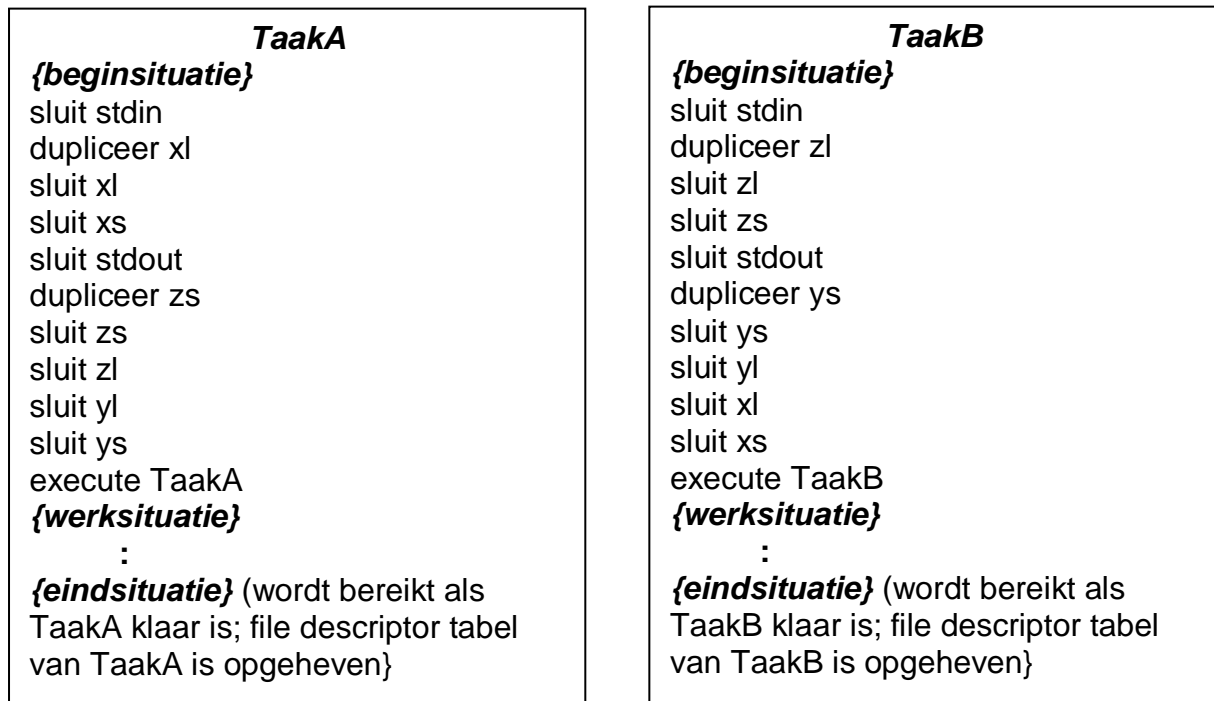 TaakA
{beginsituatie}
sluit stdin
dupliceer xl
sluit xl
sluit xs
sluit stdout
dupliceer zs
sluit zs
sluit zl
sluit yl
sluit ys
execute TaakA
{werksituatie}
:
{eindsituatie} (wordt bereikt als
TaakA klaar is; file descriptor tabel
van TaakA is opgeheven}
TaakB
{beginsituatie}
sluit stdin
dupliceer zl
sluit zl
sluit zs
sluit stdout
dupliceer ys
sluit ys
sluit yl
sluit xl
sluit xs
execute TaakB
{werksituatie}
:
{eindsituatie} (wordt bereikt als
TaakB klaar is; file descriptor tabel
van TaakB is opgeheven}